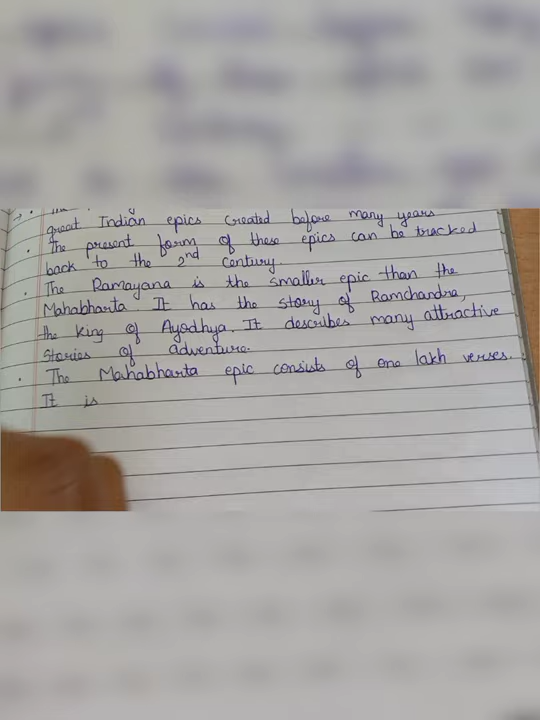 great Indian epics created before many years
• The present form of these epics can be tracked
back to the 2nd century.
• The Ramayana is the smaller epic than the
Mahabharta. It has the story of Ramchandra,
the king of Ayodhya. It describes many attractive
stories of adventure.
• The Mahabharta epic consists of one lakh verses.
It is